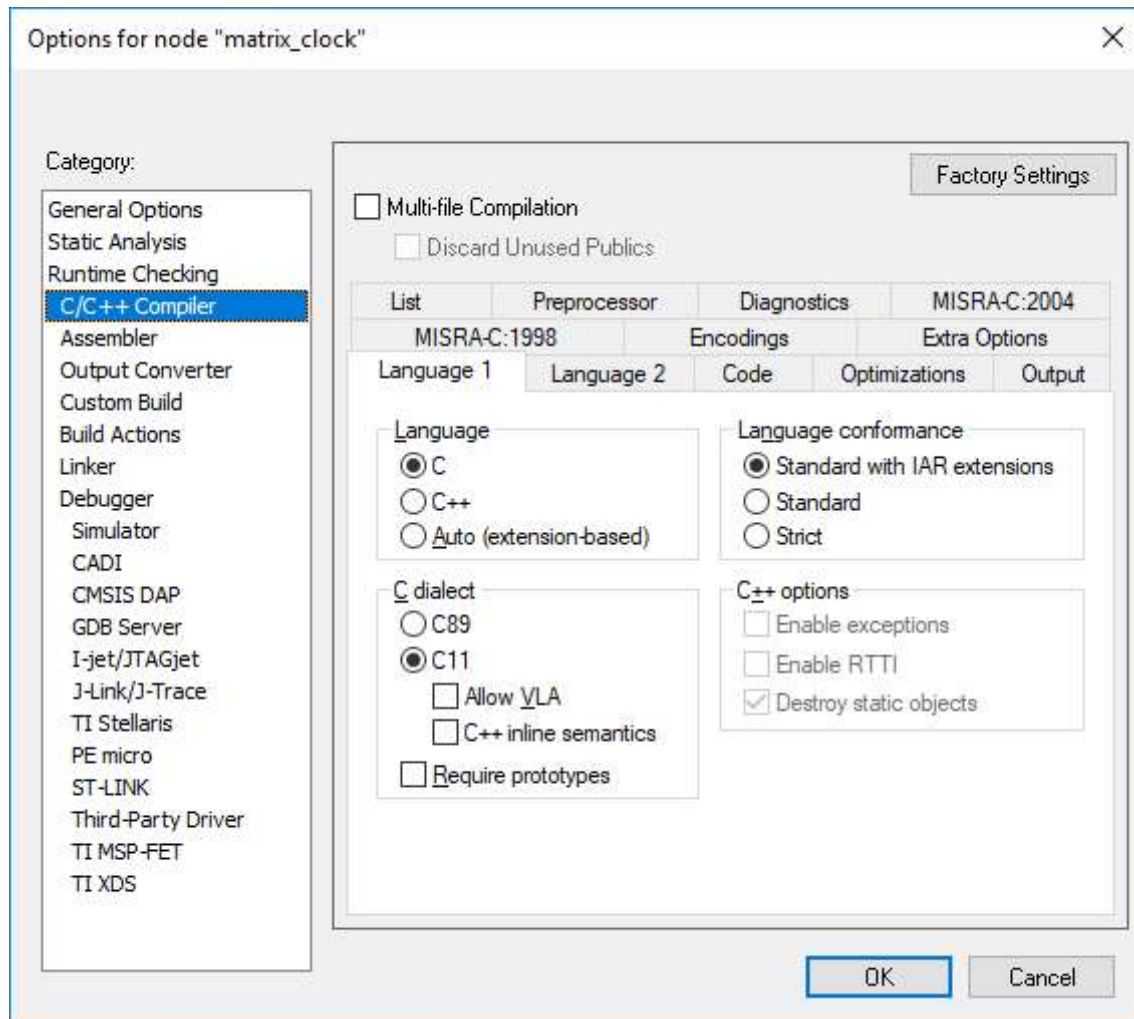 Options for node "matrix_clock"
Category:
General Options
Static Analysis
Runtime Checking
C/C++ Compiler
Assembler
Output Converter
Custom Build
Build Actions
Linker
Debugger
Simulator
CADI
CMSIS DAP
GDB Server
I-jet/JTAGjet
J-Link/J-Trace
TI Stellaris
PE micro
ST-LINK
Third-Party Driver
TI MSP-FET
TI XDS
Factory Settings
Multi-file Compilation
Discard Unused Publics
List Preprocessor Diagnostics MISRA-C:2004
MISRA-C:1998 Encodings Extra Options
Language 1 Language 2 Code Optimizations Output
Language
C
C++
Auto (extension-based)
Language conformance
Standard with IAR extensions
Standard
Strict
C dialect
C89
C11
Allow VLA
C++ inline semantics
Require prototypes
C++ options
Enable exceptions
Enable RTTI
Destroy static objects
OK Cancel